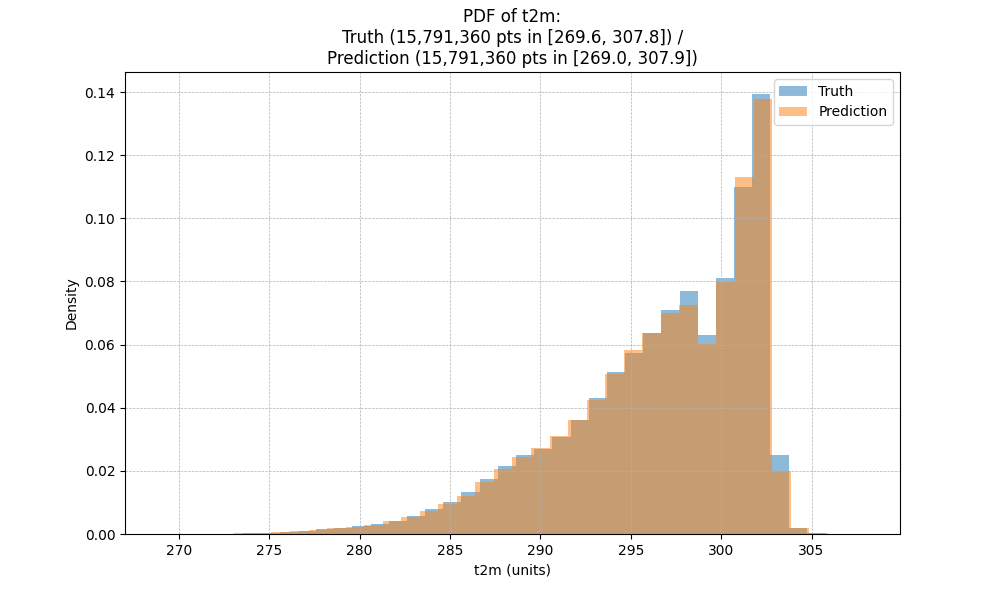 PDF of t2m:
Truth (15,791,360 pts in [269.6, 307.8]) /
Prediction (15,791,360 pts in [269.0, 307.9])
Truth
Prediction
Density
0.14
0.12
0.10
0.08
0.06
0.04
0.02
0.00
270 275 280 285 290 295 300 305
t2m (units)